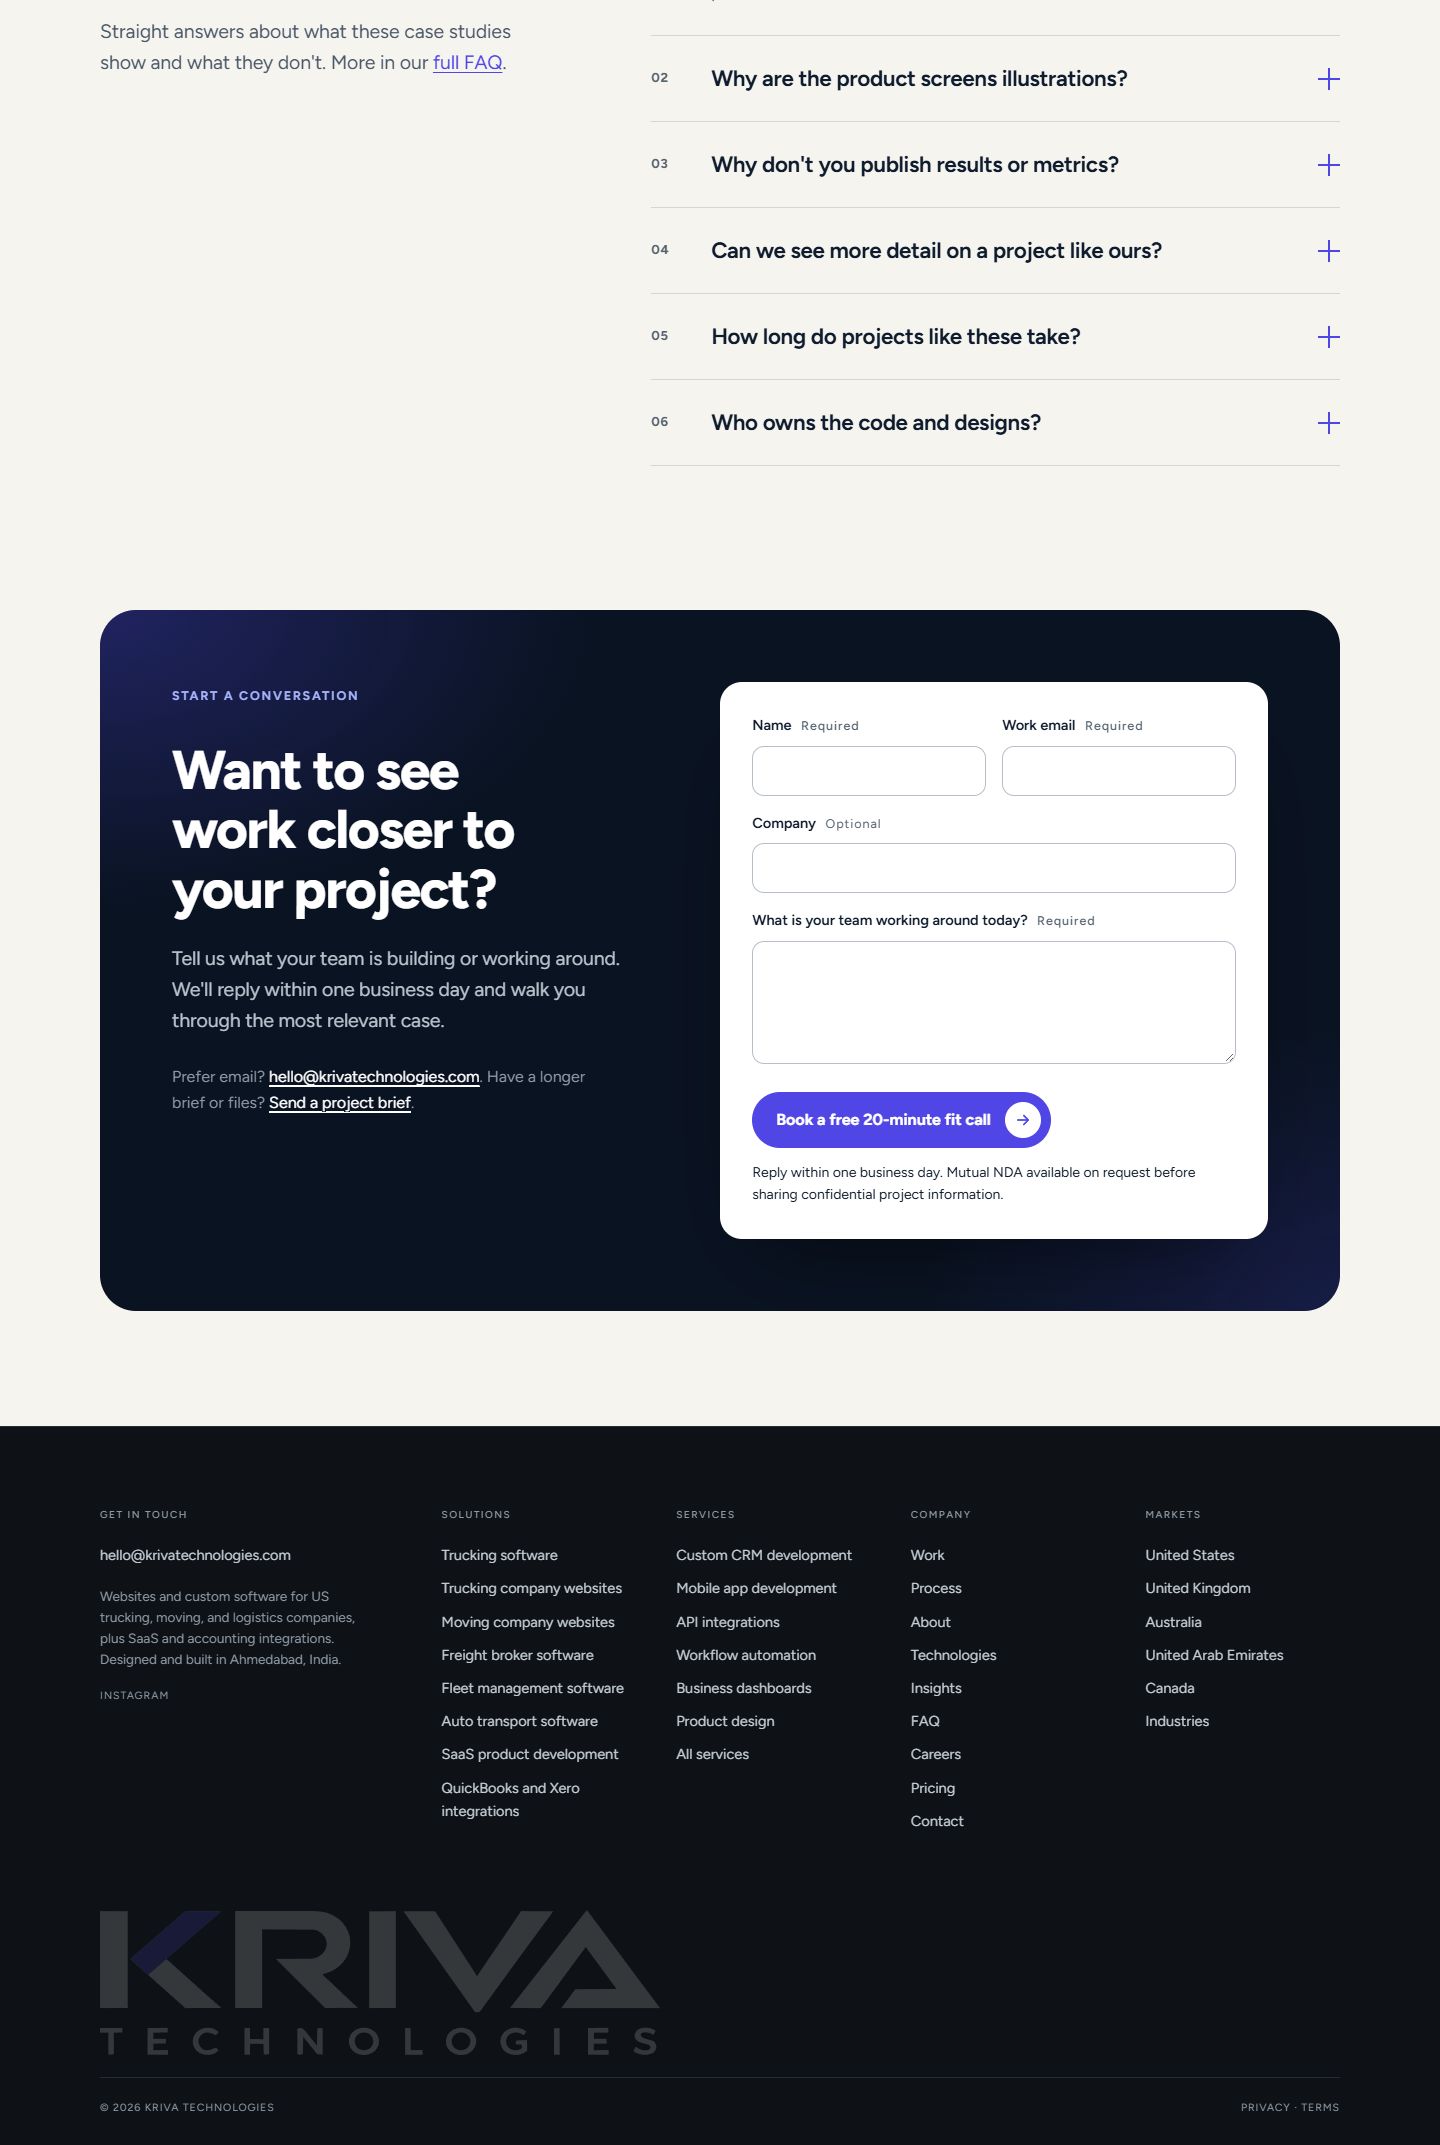 Straight answers about what these case studies
show and what they don't. More in our full FAQ.
02 Why are the product screens illustrations?
03 Why don't you publish results or metrics?
04 Can we see more detail on a project like ours?
05 How long do projects like these take?
06 Who owns the code and designs?
START A CONVERSATION
Want to see
work closer to
your project?
Tell us what your team is building or working around.
We'll reply within one business day and walk you
through the most relevant case.
Prefer email? hello@krivatechnologies.com. Have a longer
brief or files? Send a project brief.
Name Required
Work email Required
Company Optional
What is your team working around today? Required
Book a free 20-minute fit call
Reply within one business day. Mutual NDA available on request before
sharing confidential project information.
GET IN TOUCH
hello@krivatechnologies.com
Websites and custom software for US
trucking, moving, and logistics companies,
plus SaaS and accounting integrations.
Designed and built in Ahmedabad, India.
INSTAGRAM
SOLUTIONS
Trucking software
Trucking company websites
Moving company websites
Freight broker software
Fleet management software
Auto transport software
SaaS product development
QuickBooks and Xero
integrations
SERVICES
Custom CRM development
Mobile app development
API integrations
Workflow automation
Business dashboards
Product design
All services
COMPANY
Work
Process
About
Technologies
Insights
FAQ
Careers
Pricing
Contact
MARKETS
United States
United Kingdom
Australia
United Arab Emirates
Canada
Industries
KRIVA
TECHNOLOGIES
© 2026 KRIVA TECHNOLOGIES
PRIVACY · TERMS